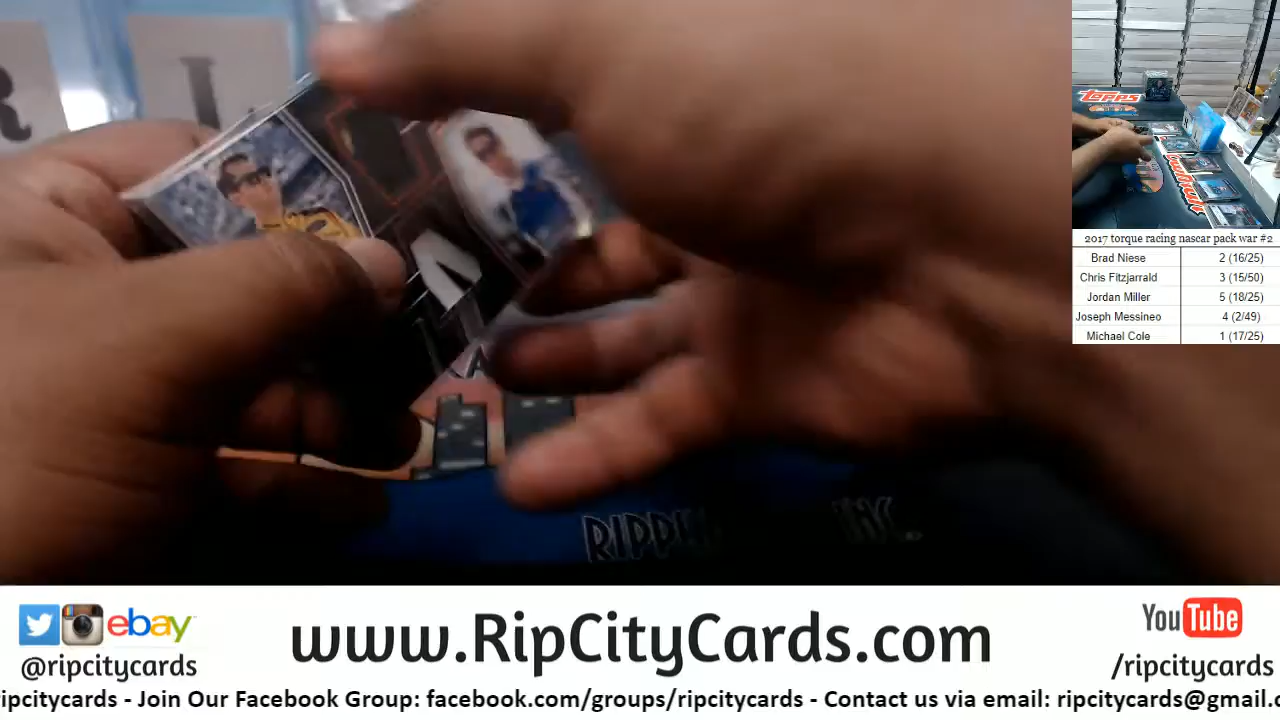 R I
TOPPS
2017 torque racing nascar pack war #2
Brad Niese 2 (16/25)
Chris Fitzjarrald 3 (15/50)
Jordan Miller 5 (18/25)
Joseph Messineo 4 (2/49)
Michael Cole 1 (17/25)
INC.
ebay
www.RipCityCards.com
YouTube
@ripcitycards
/ripcitycards
ripcitycards - Join Our Facebook Group: facebook.com/groups/ripcitycards - Contact us via email: ripcitycards@gmail.c